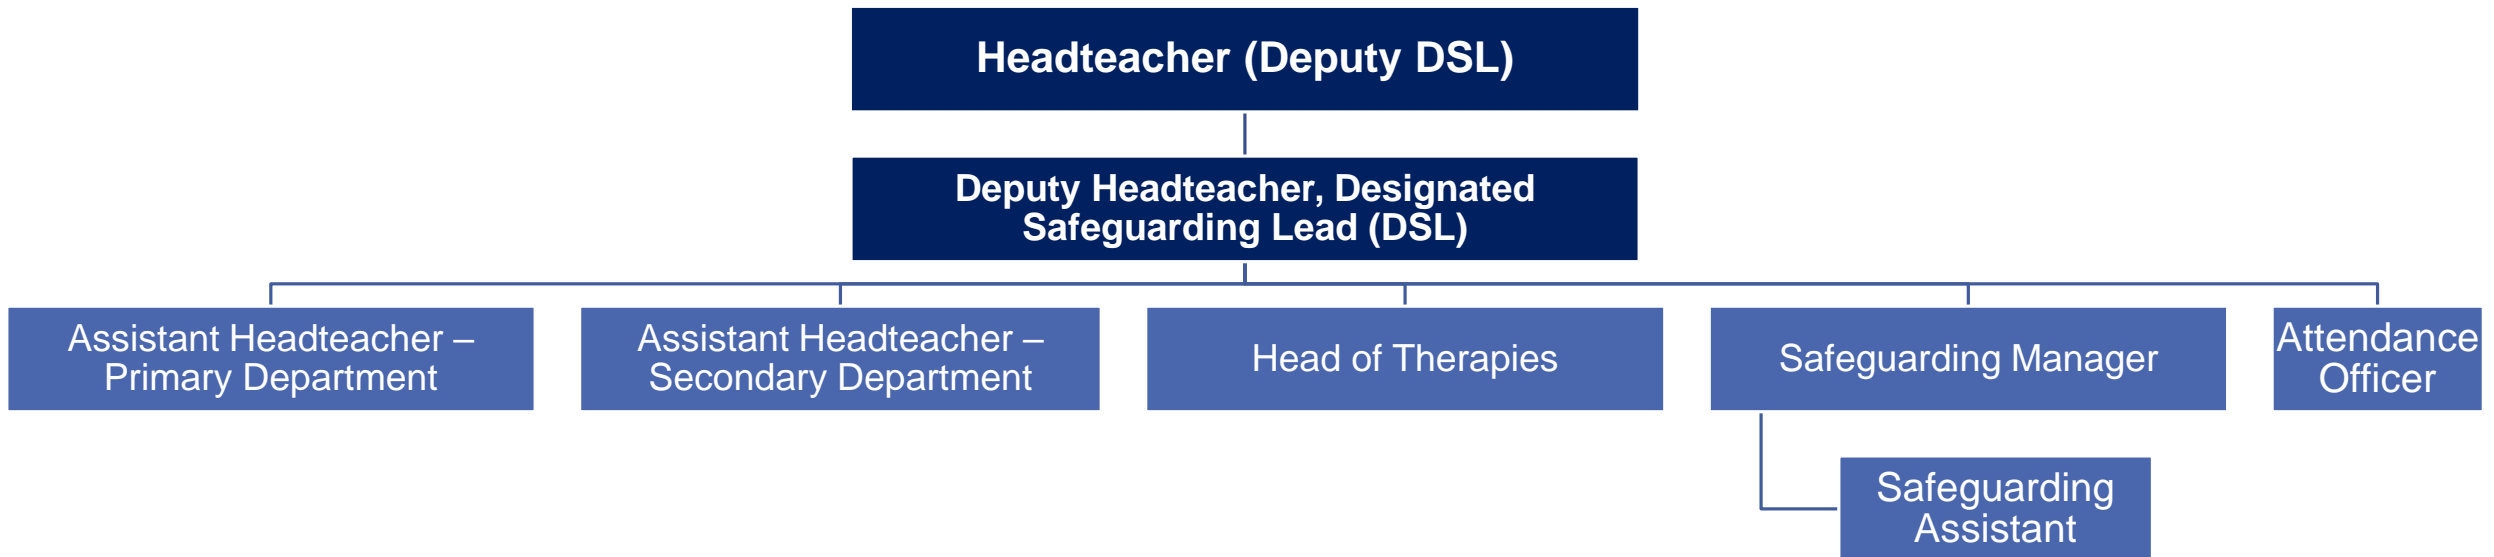 Headteacher (Deputy DSL)
Deputy Headteacher, Designated
Safeguarding Lead (DSL)
Assistant Headteacher –
Primary Department
Assistant Headteacher –
Secondary Department
Head of Therapies
Safeguarding Manager
Attendance
Officer
Safeguarding
Assistant